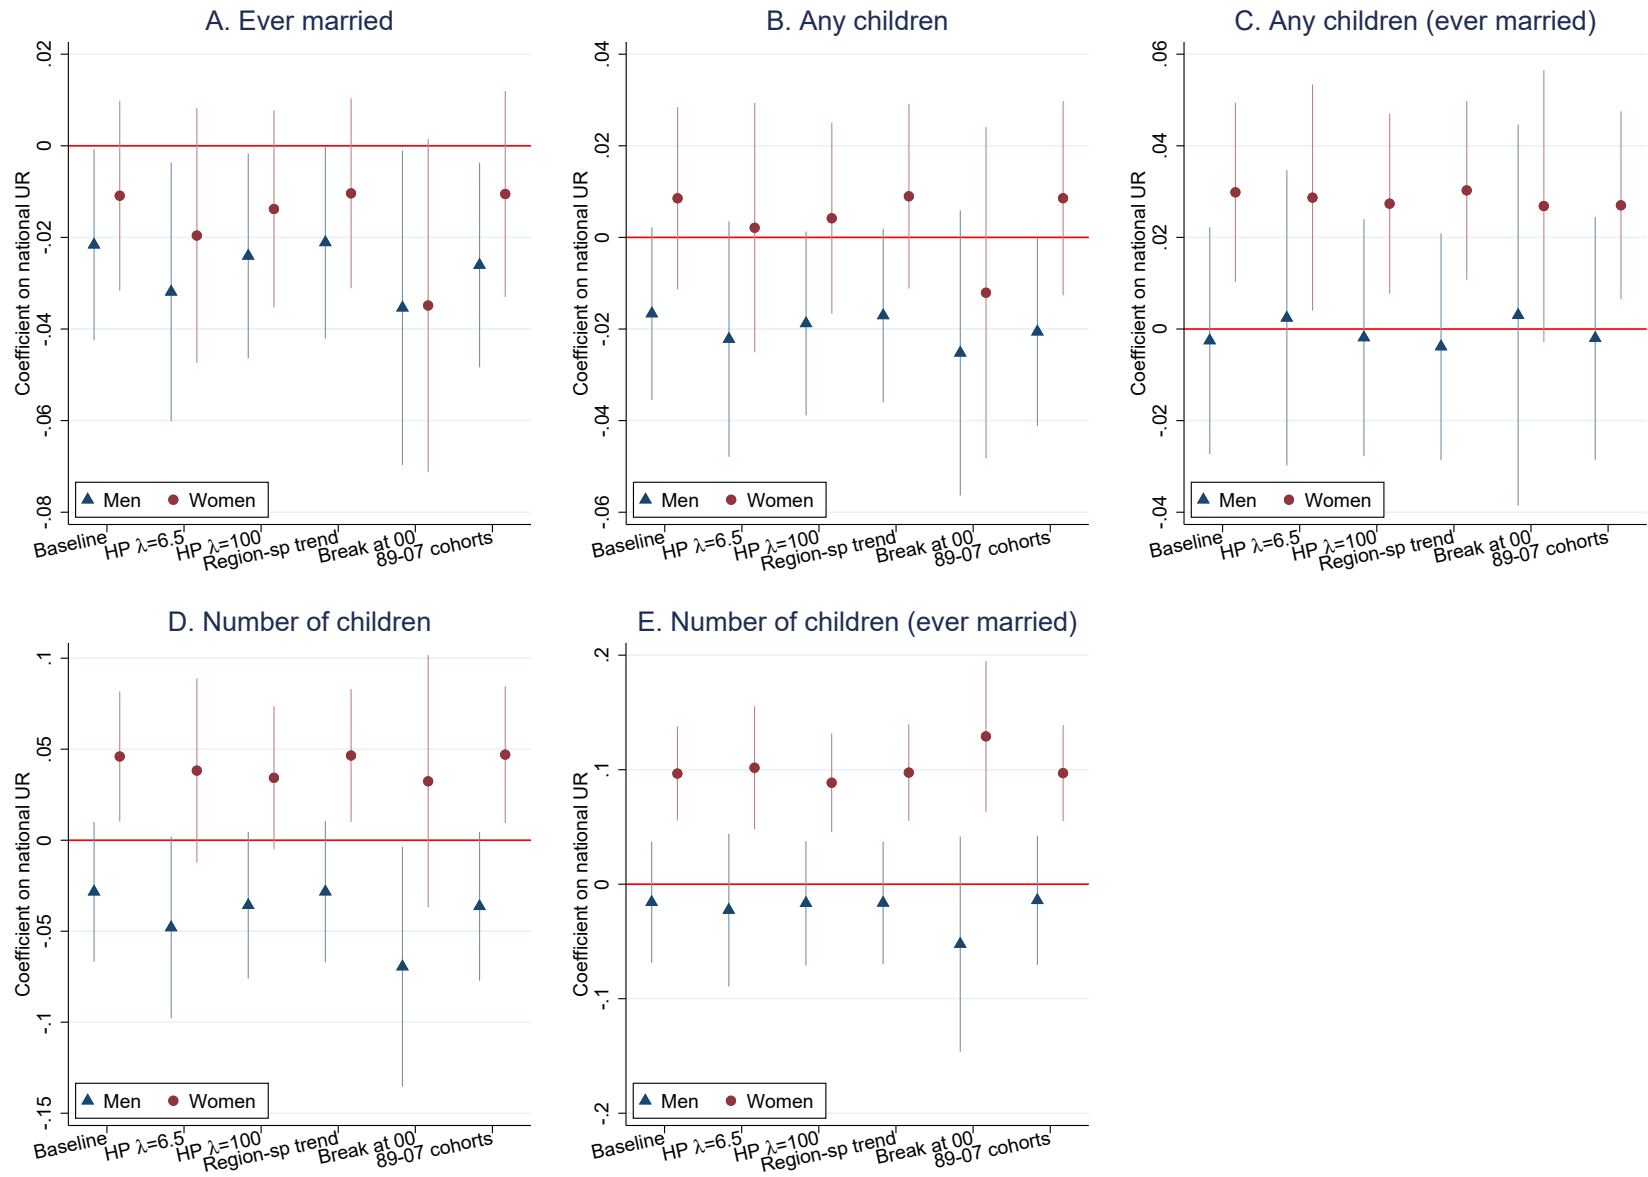 A. Ever married
Coefficient on national UR
.02
0
-.02
-.04
-.06
-.08
Men
Women
Baseline
HP λ=6.5
HP λ=100
Region-sp trend
Break at 00
89-07 cohorts
B. Any children
Coefficient on national UR
.04
.02
0
-.02
-.04
-.06
Men
Women
Baseline
HP λ=6.5
HP λ=100
Region-sp trend
Break at 00
89-07 cohorts
C. Any children (ever married)
Coefficient on national UR
.06
.04
.02
0
-.02
-.04
Men
Women
Baseline
HP λ=6.5
HP λ=100
Region-sp trend
Break at 00
89-07 cohorts
D. Number of children
Coefficient on national UR
.1
.05
0
-.05
-.1
-.15
Men
Women
Baseline
HP λ=6.5
HP λ=100
Region-sp trend
Break at 00
89-07 cohorts
E. Number of children (ever married)
Coefficient on national UR
.2
.1
0
-.1
-.2
Men
Women
Baseline
HP λ=6.5
HP λ=100
Region-sp trend
Break at 00
89-07 cohorts